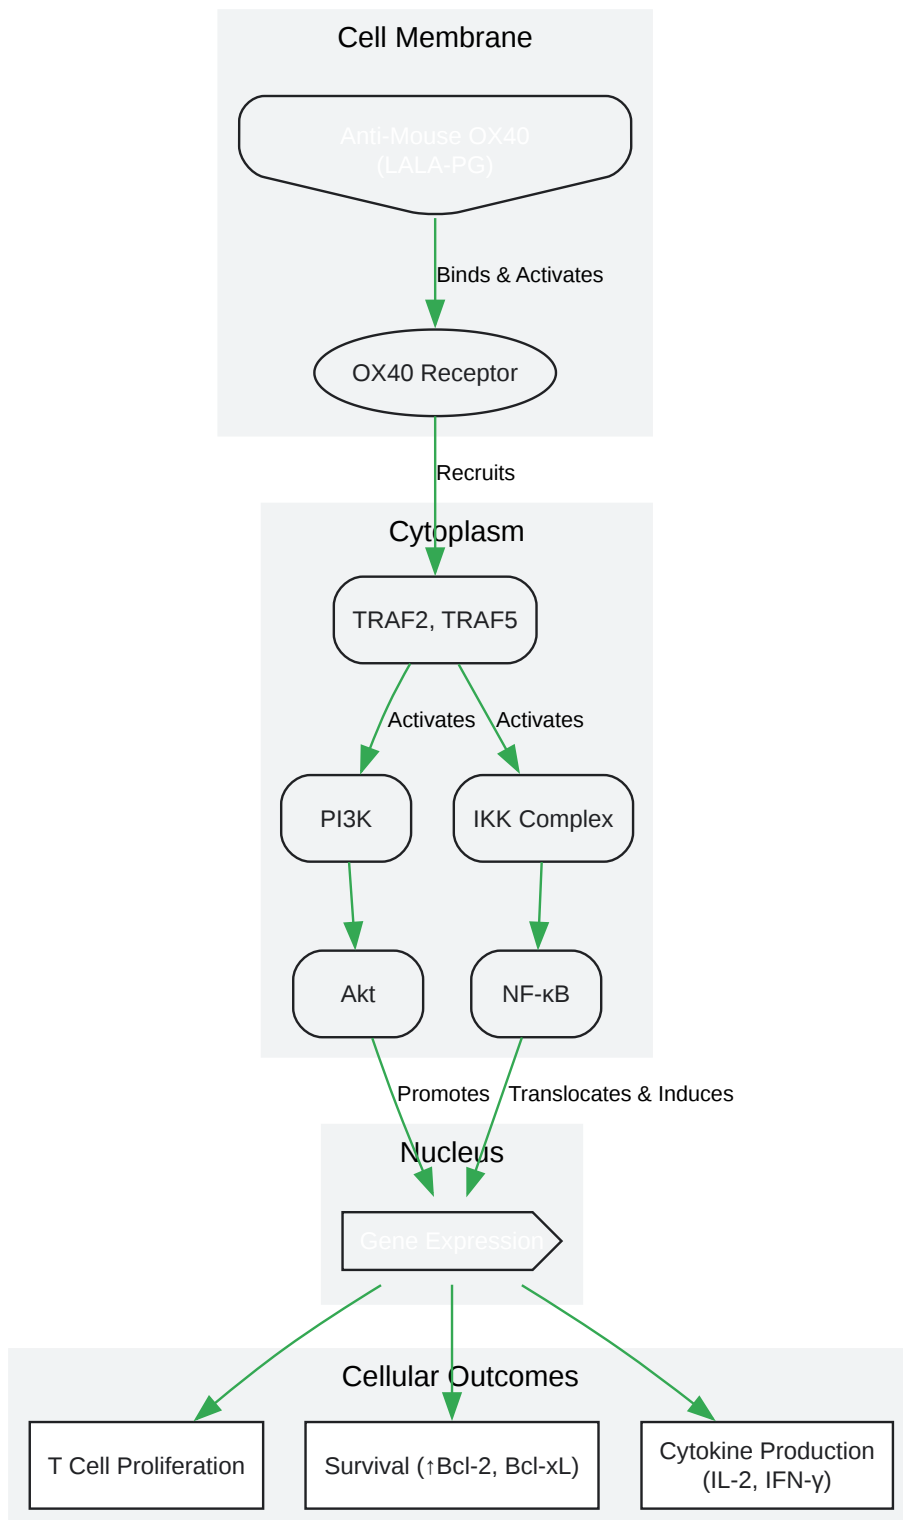 Cell Membrane
Anti-Mouse OX40
(LALA-PG)
Binds & Activates
OX40 Receptor
Recruits
Cytoplasm
TRAF2, TRAF5
Activates
Activates
PI3K
IKK Complex
Akt
NF-κB
Promotes
Translocates & Induces
Nucleus
Gene Expression
Cellular Outcomes
T Cell Proliferation
Survival (↑Bcl-2, Bcl-xL)
Cytokine Production
(IL-2, IFN-γ)